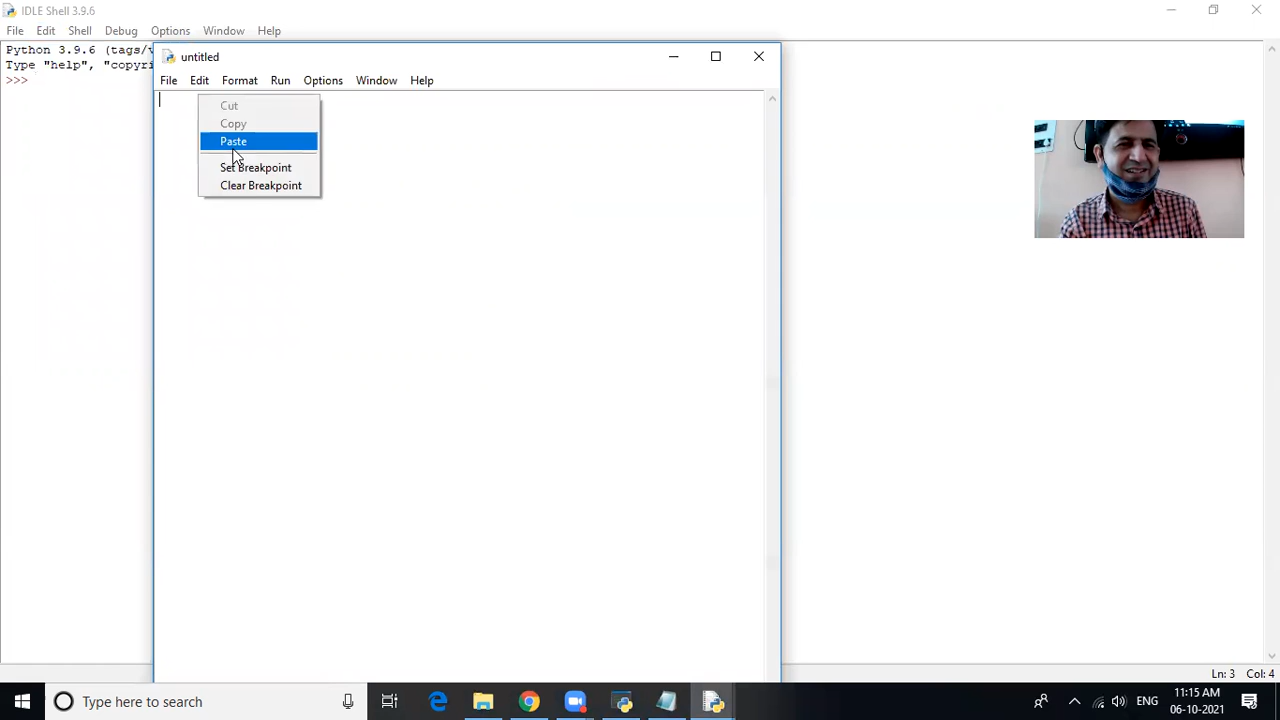 IDLE Shell 3.9.6
File Edit Shell Debug Options Window Help
Python 3.9.6 (tags/
Type "help", "copyri
>>>
untitled
File Edit Format Run Options Window Help
Cut
Copy
Paste
Set Breakpoint
Clear Breakpoint
Ln: 3 Col: 4
Type here to search
ENG
11:15 AM
06-10-2021